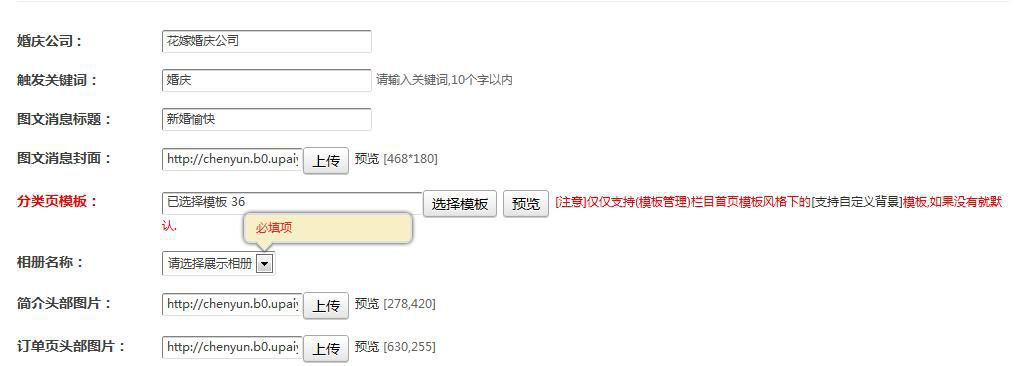 婚庆公司： 花嫁婚庆公司
触发关键词： 婚庆 请输入关键词,10个字以内
图文消息标题： 新婚愉快
图文消息封面： http://chenyun.b0.upaiy 上传 预览 [468*180]
分类页模板： 已选择模板 36 选择模板 预览 [注意]仅仅支持(模板管理)栏目首页模板风格下的[支持自定义背景]模板,如果没有就默
认.
必填项
相册名称： 请选择展示相册
简介头部图片： http://chenyun.b0.upaiy 上传 预览 [278,420]
订单页头部图片： http://chenyun.b0.upaiy 上传 预览 [630,255]